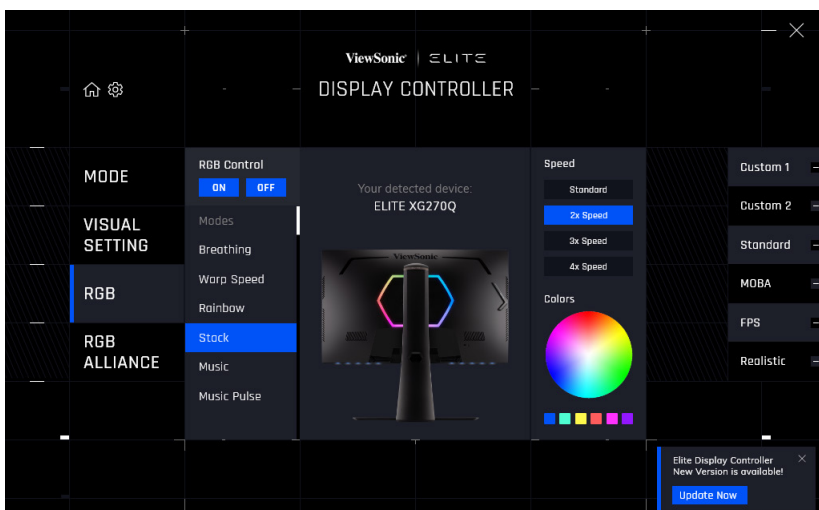 ViewSonic ELITE
DISPLAY CONTROLLER
MODE
VISUAL
SETTING
RGB
RGB
ALLIANCE
RGB Control
ON OFF
Modes
Breathing
Warp Speed
Rainbow
Stack
Music
Music Pulse
Your detected device:
ELITE XG270Q
ViewSonic
Speed
Standard
2x Speed
3x Speed
4x Speed
Colors
Custom 1
Custom 2
Standard
MOBA
FPS
Realistic
Elite Display Controller
New Version is available!
Update Now